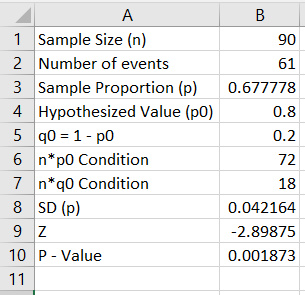 A B
1 Sample Size (n) 90
2 Number of events 61
3 Sample Proportion (p) 0.677778
4 Hypothesized Value (p0) 0.8
5 q0 = 1 - p0 0.2
6 n*p0 Condition 72
7 n*q0 Condition 18
8 SD (p) 0.042164
9 Z -2.89875
10 P - Value 0.001873
11